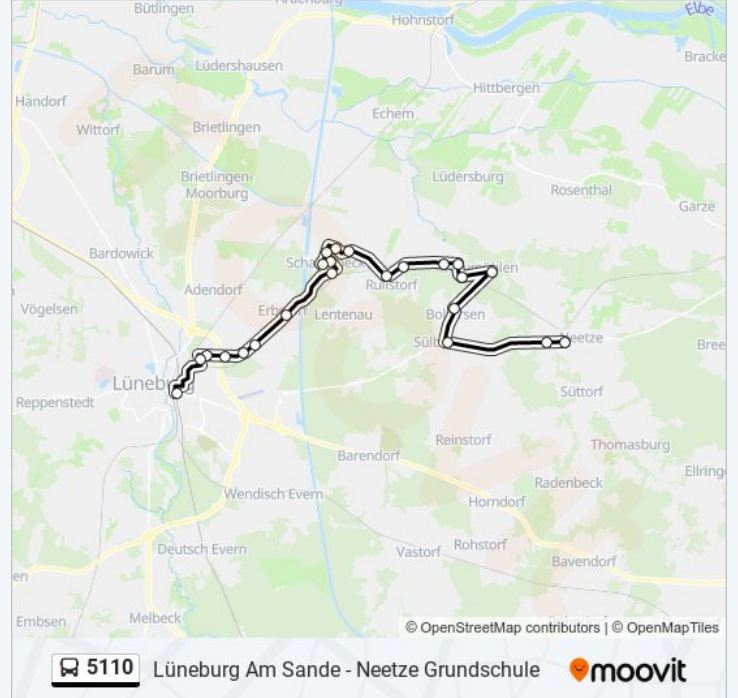 Bütlingen
Hohnstorf
Elbe
Barum
Lüdershausen
Bracke
Handorf
Hittbergen
Wittorf
Brietlingen
Echem
Brietlingen-
Moorburg
Lüdersburg
Rosenthal
Garze
Bardowick
Rullstorf
Adendorf
Vögelsen
Lentenau
Neetze
Bree
Lüneburg
Süttorf
Reppenstedt
Reinstorf
Thomasburg
Barendorf
Ellring
Radenbeck
Wendisch Evern
Horndorf
Rohstorf
Deutsch Evern
Vastorf
Bavendorf
en
Embsen
Melbeck
© OpenStreetMap contributors | © OpenMapTiles
5110 Lüneburg Am Sande - Neetze Grundschule moovit